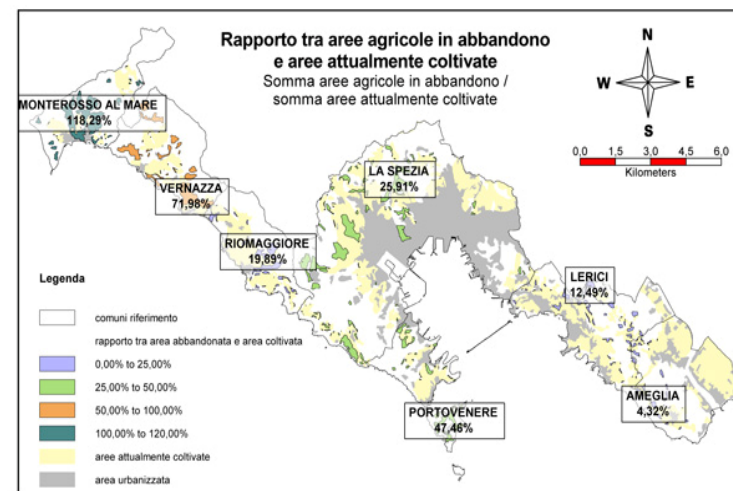 Rapporto tra aree agricole in abbandono
e aree attualmente coltivate
Somma aree agricole in abbandono /
somma aree attualmente coltivate
N
W
E
S
0.0
1.5
3.0
4.5
6.0
Kilometers
MONTEROSSO AL MARE
118,29%
VERNAZZA
71,98%
RIOMAGGIORE
19,89%
LA SPEZIA
25,91%
LERICI
12,49%
AMEGLIA
4,32%
PORTOVENERE
47,46%
Legenda
comuni riferimento
rapporto tra area abbandonata e area coltivata
0,00% to 25,00%
25,00% to 50,00%
50,00% to 100,00%
100,00% to 120,00%
aree attualmente coltivate
area urbanizzata